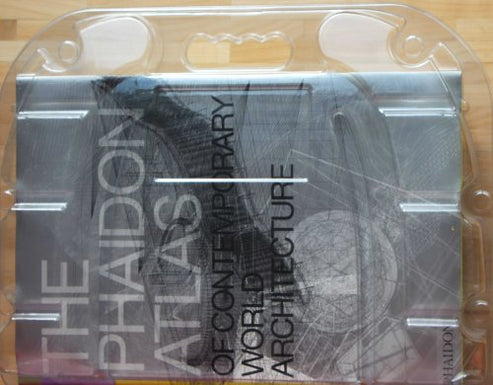 THE
PHAIDON
ATLAS
OF CONTEMPORARY
WORLD
ARCHITECTURE
PHAIDON